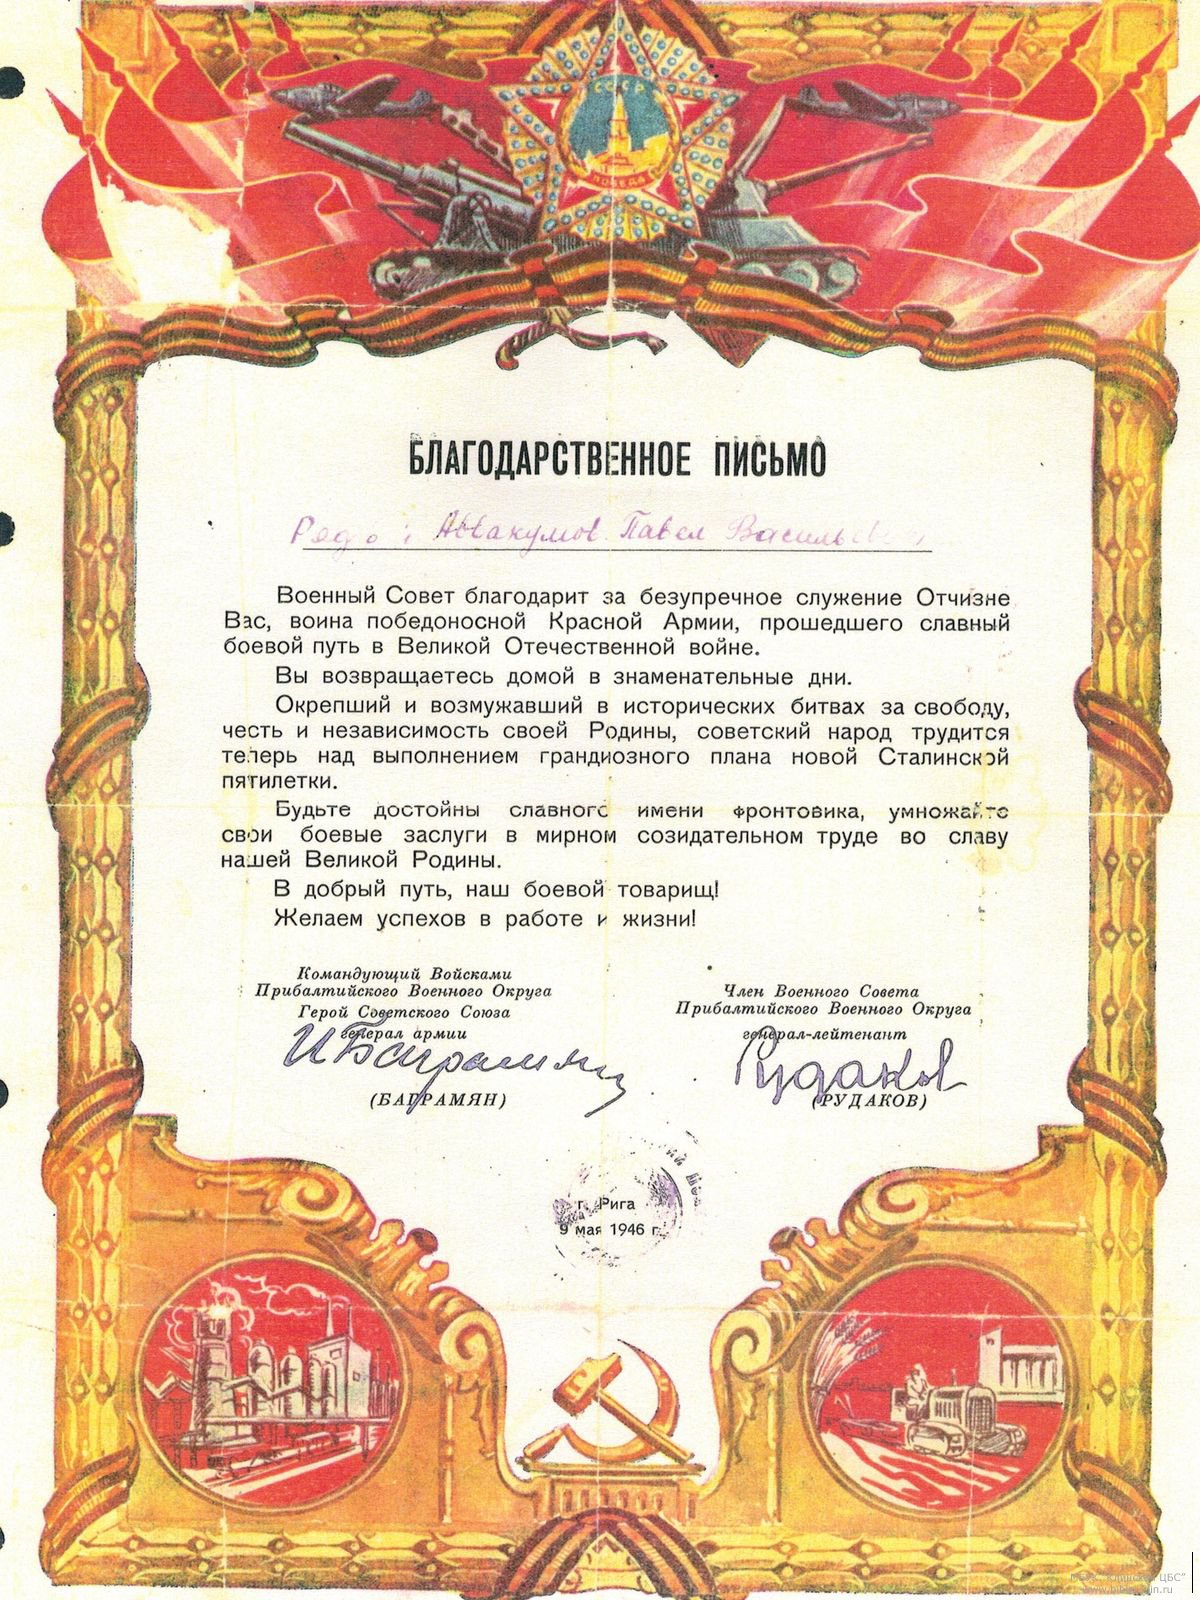 СССР
ПОБЕДА
БЛАГОДАРСТВЕННОЕ ПИСЬМО
Аввакумов Павел
Военный Совет благодарит за безупречное служение Отчизне
Вас, воина победоносной Красной Армии, прошедшего славный
боевой путь в Великой Отечественной войне.
Вы возвращаетесь домой в знаменательные дни.
Окрепший и возмужавший в исторических битвах за свободу,
честь и независимость своей Родины, советский народ трудится
теперь над выполнением грандиозного плана новой Сталинской
пятилетки.
Будьте достойны славного имени фронтовика, умножайте
свои боевые заслуги в мирном созидательном труде во славу
нашей Великой Родины.
В добрый путь, наш боевой товарищ!
Желаем успехов в работе и жизни!
Командующий Войсками
Прибалтийского Военного Округа
Герой Советского Союза
генерал армии
И Баграмян
(БАГРАМЯН)
Член Военного Совета
Прибалтийского Военного Округа
генерал-лейтенант
Рудаков
(РУДАКОВ)
г. Рига
9 мая 1946 г.